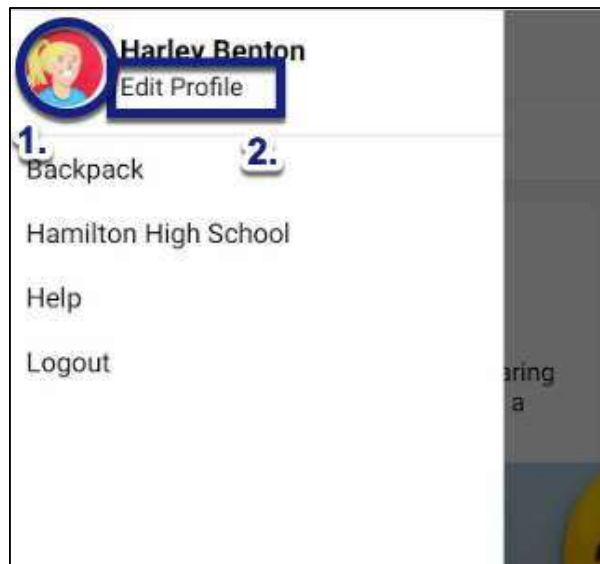 Harley Benton
Edit Profile
1.
2.
Backpack
Hamilton High School
Help
Logout
aring
a